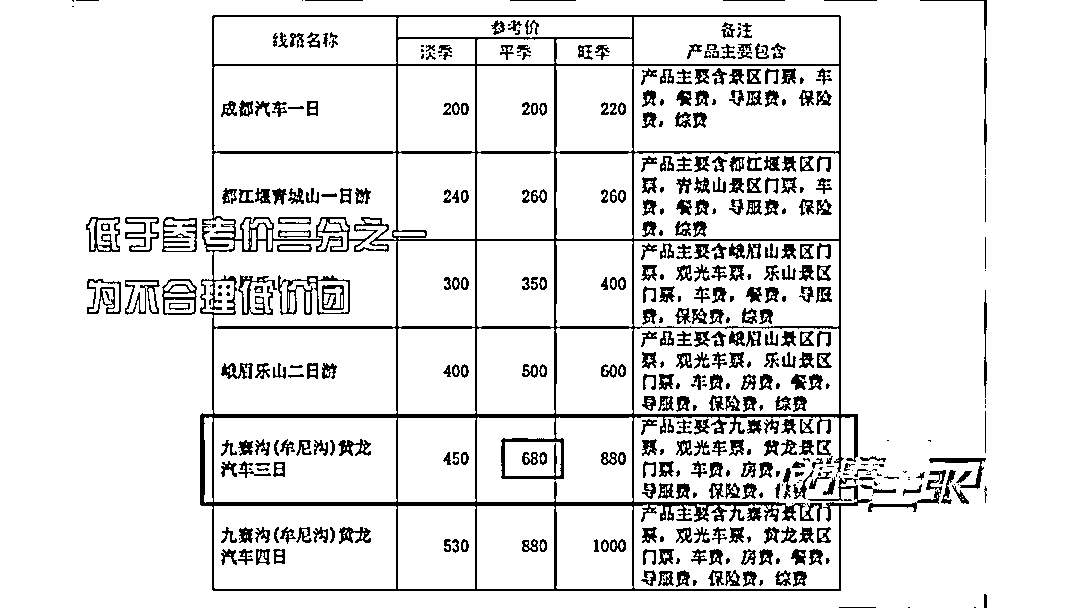 线路名称 参考价 备注
产品主要包含
淡季 平季 旺季
成都汽车一日 200 200 220 产品主要含景区门票，车
费，餐费，导服费，保险
费，综费
都江堰青城山一日游 240 260 260 产品主要含都江堰景区门
票，青城山景区门票，车
费，餐费，导服费，保险
费，综费
低于参考价三分之一
为不合理低价团
300 350 400 产品主要含峨眉山景区门
票，观光车票，乐山景区
门票，车费，餐费，导服
费，保险费，综费
峨眉乐山二日游 400 500 600 产品主要含峨眉山景区门
票，观光车票，乐山景区
门票，车费，房费，餐费，
导服费，保险费，综费
九寨沟(牟尼沟)黄龙
汽车三日 450 680 880 产品主要含九寨沟景区门
票，观光车票，黄龙景区
门票，车费，房费，
导服费，保险费，综费
九寨沟(牟尼沟)黄龙
汽车四日 530 880 1000 产品主要含九寨沟景区门
票，观光车票，黄龙景区
门票，车费，房费，餐费，
导服费，保险费，综费